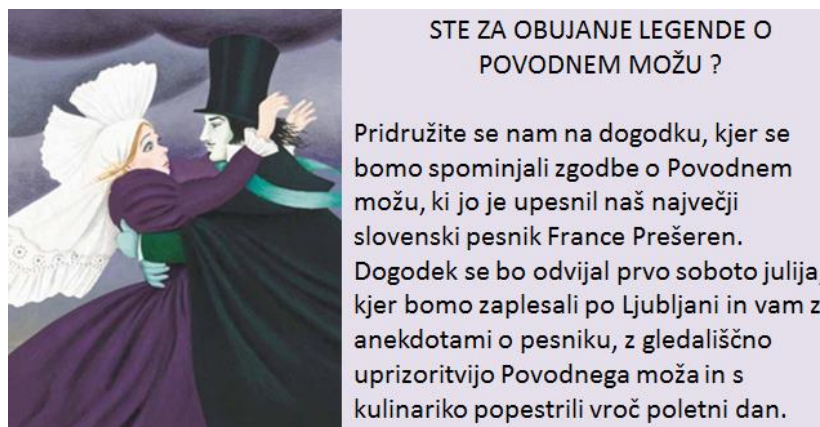 STE ZA OBUJANJE LEGENDE O
POVODNEM MOŽU ?
Pridružite se nam na dogodku, kjer se
bomo spominjali zgodbe o Povodnem
možu, ki jo je upesnil naš največji
slovenski pesnik France Prešeren.
Dogodek se bo odvijal prvo soboto julija,
kjer bomo zaplesali po Ljubljani in vam z
anekdotami o pesniku, z gledališčno
uprizoritvijo Povodnega moža in s
kulinariko popestrili vroč poletni dan.